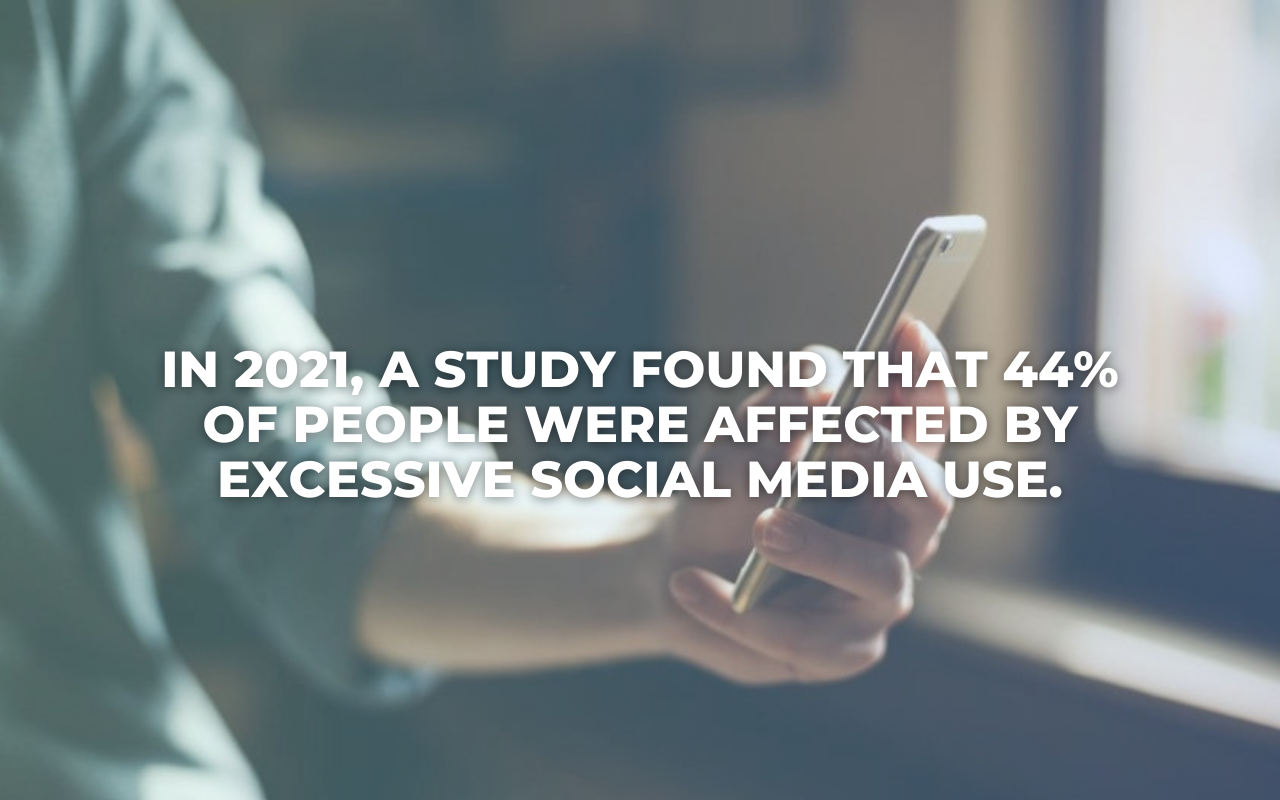 IN 2021, A STUDY FOUND THAT 44%
OF PEOPLE WERE AFFECTED BY
EXCESSIVE SOCIAL MEDIA USE.